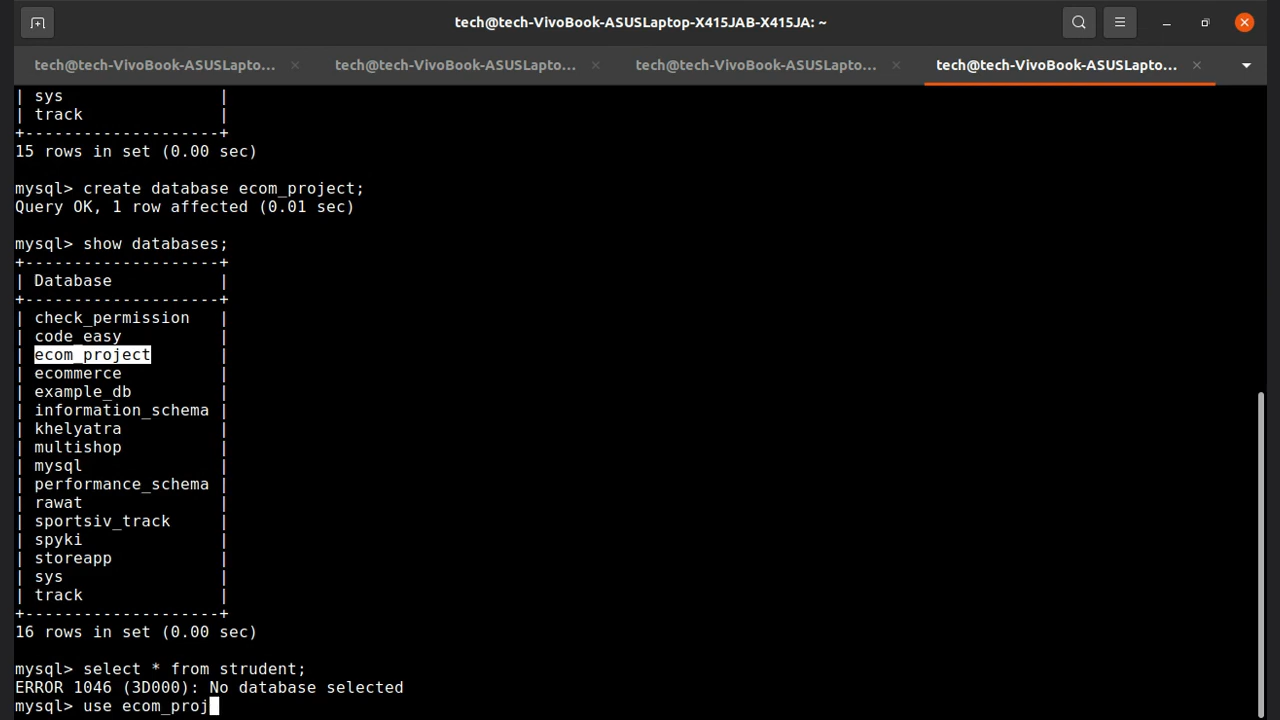 tech@tech-VivoBook-ASUSLaptop-X415JAB-X415JA: ~
tech@tech-VivoBook-ASUSLapto... × tech@tech-VivoBook-ASUSLapto... × tech@tech-VivoBook-ASUSLapto... × tech@tech-VivoBook-ASUSLapto... ×
| sys                |
| track              |
+--------------------+
15 rows in set (0.00 sec)
mysql> create database ecom_project;
Query OK, 1 row affected (0.01 sec)
mysql> show databases;
+--------------------+
| Database           |
+--------------------+
| check_permission   |
| code_easy          |
| ecom_project       |
| ecommerce          |
| example_db         |
| information_schema |
| khelyatra          |
| multishop          |
| mysql              |
| performance_schema |
| rawat              |
| sportsiv_track     |
| spyki              |
| storeapp           |
| sys                |
| track              |
+--------------------+
16 rows in set (0.00 sec)
mysql> select * from strudent;
ERROR 1046 (3D000): No database selected
mysql> use ecom_proj